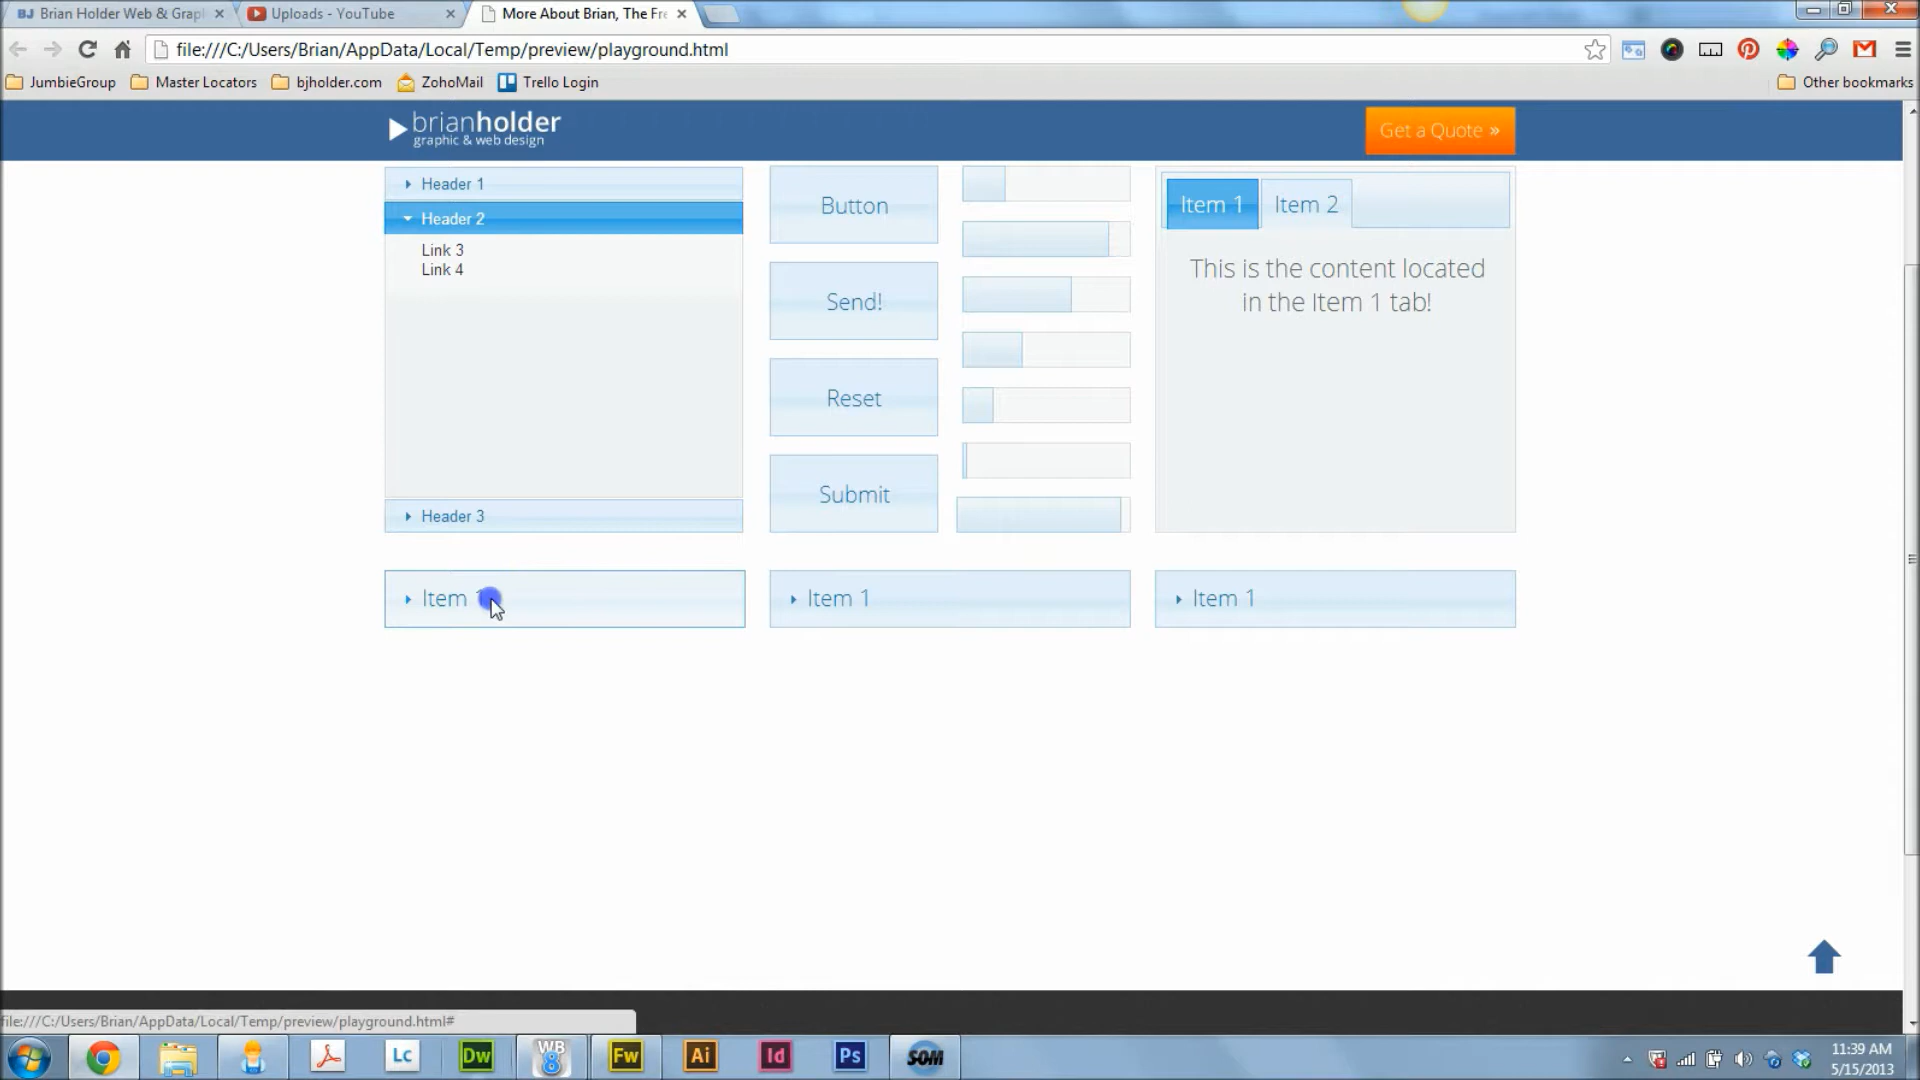 BJ Brian Holder Web & Grap
Uploads - YouTube
More About Brian, The Fre
file:///C:/Users/Brian/AppData/Local/Temp/preview/playground.html
JumbieGroup
Master Locators
bjholder.com
ZohoMail
Trello Login
Other bookmarks
brianholder
graphic & web design
Get a Quote »
Header 1
Header 2
Link 3
Link 4
Header 3
Button
Send!
Reset
Submit
Item 1
Item 2
This is the content located
in the Item 1 tab!
Item
Item 1
Item 1
file:///C:/Users/Brian/AppData/Local/Temp/preview/playground.html#
Lc
Dw
WB
8
Fw
Ai
Id
Ps
SOM
11:39 AM
5/15/2013